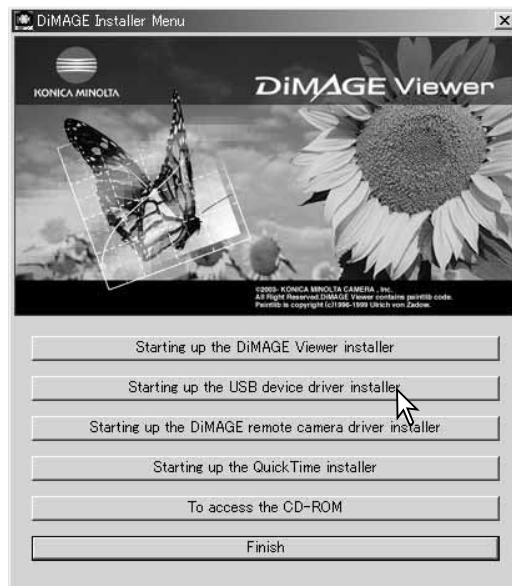 DiMAGE Installer Menu
KONICA MINOLTA
DiMAGE Viewer
©2003- KONICA MINOLTA CAMERA , Inc.
All Right Reserved.DiMAGE Viewer contains paintlib code.
Paintlib is copyright (c)1996-1999 Ulrich von Zadow.
Starting up the DiMAGE Viewer installer
Starting up the USB device driver installer
Starting up the DiMAGE remote camera driver installer
Starting up the QuickTime installer
To access the CD-ROM
Finish